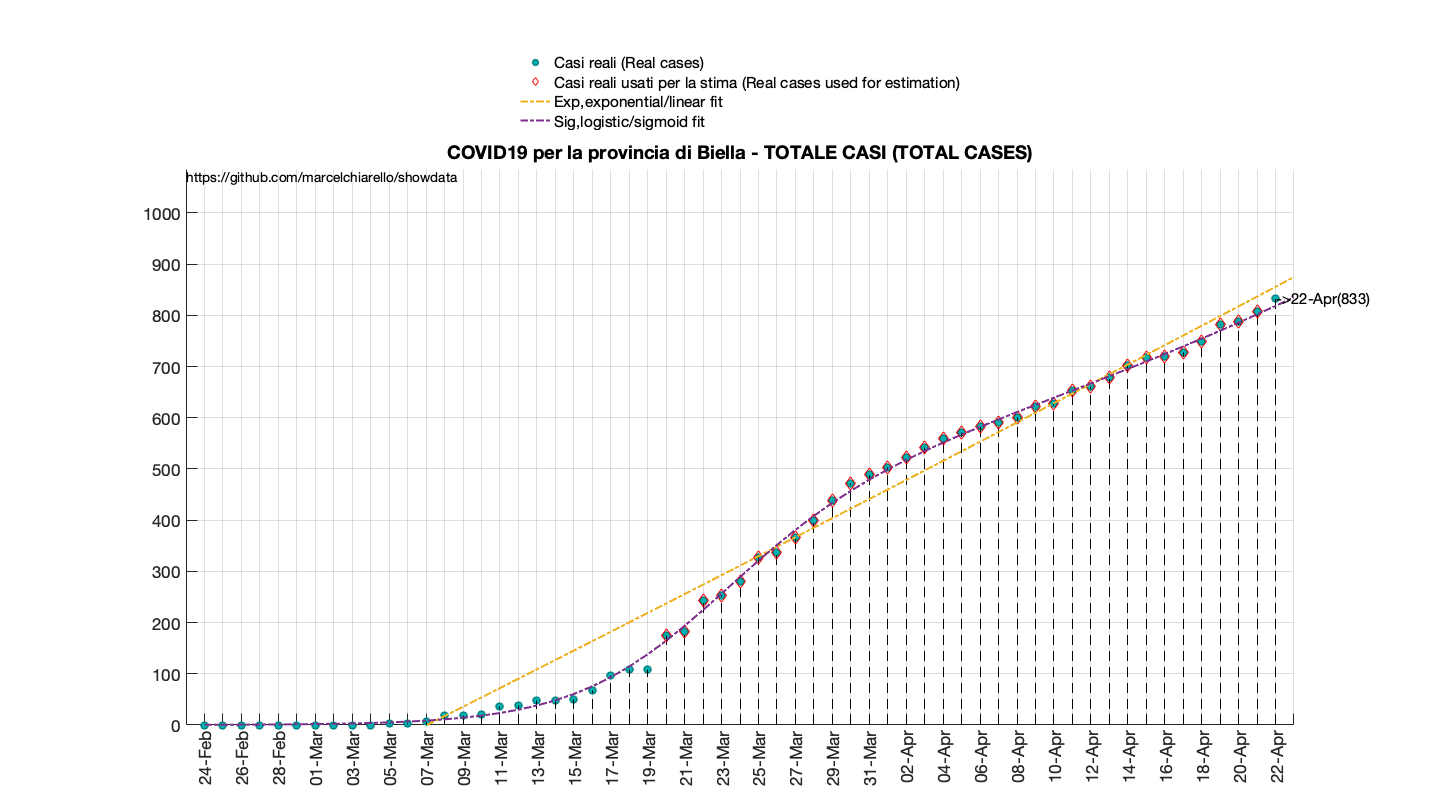 Casi reali (Real cases)
Casi reali usati per la stima (Real cases used for estimation)
Exp,exponential/linear fit
Sig,logistic/sigmoid fit
COVID19 per la provincia di Biella - TOTALE CASI (TOTAL CASES)
https://github.com/marcelchiarello/showdata
1000
900
800
700
600
500
400
300
200
100
0
->22-Apr(833)
24-Feb
26-Feb
28-Feb
01-Mar
03-Mar
05-Mar
07-Mar
09-Mar
11-Mar
13-Mar
15-Mar
17-Mar
19-Mar
21-Mar
23-Mar
25-Mar
27-Mar
29-Mar
31-Mar
02-Apr
04-Apr
06-Apr
08-Apr
10-Apr
12-Apr
14-Apr
16-Apr
18-Apr
20-Apr
22-Apr